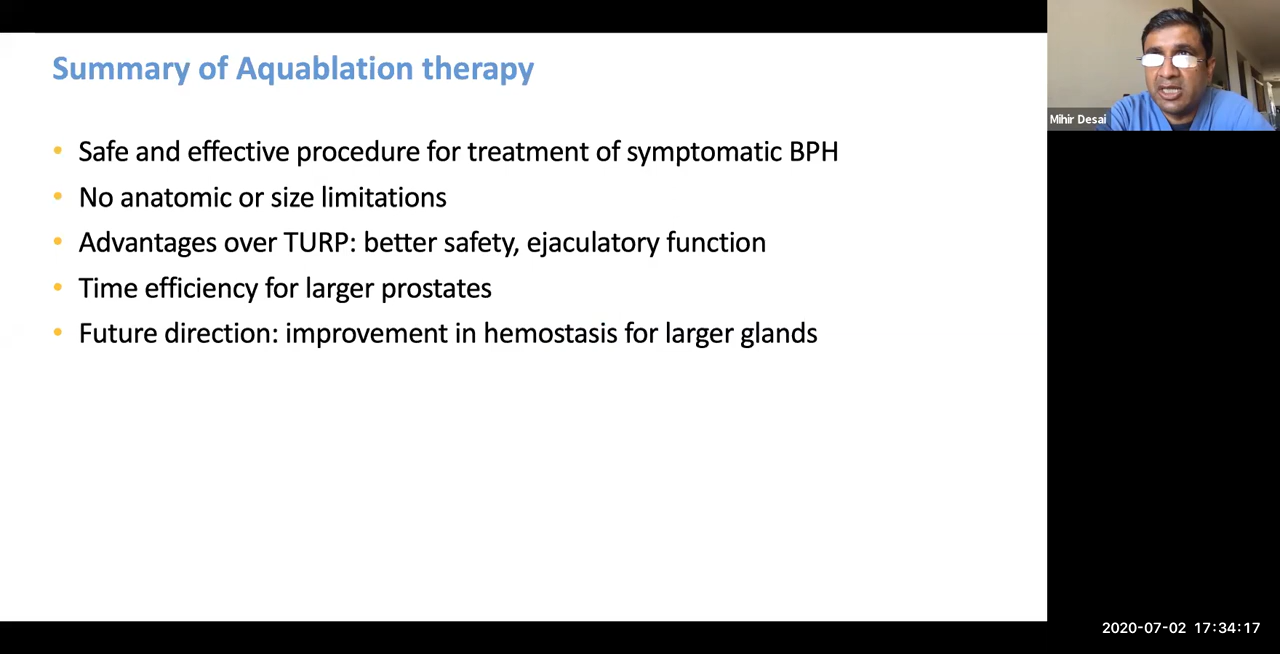 Summary of Aquablation therapy
• Safe and effective procedure for treatment of symptomatic BPH
• No anatomic or size limitations
• Advantages over TURP: better safety, ejaculatory function
• Time efficiency for larger prostates
• Future direction: improvement in hemostasis for larger glands
Mihir Desai
2020-07-02 17:34:17